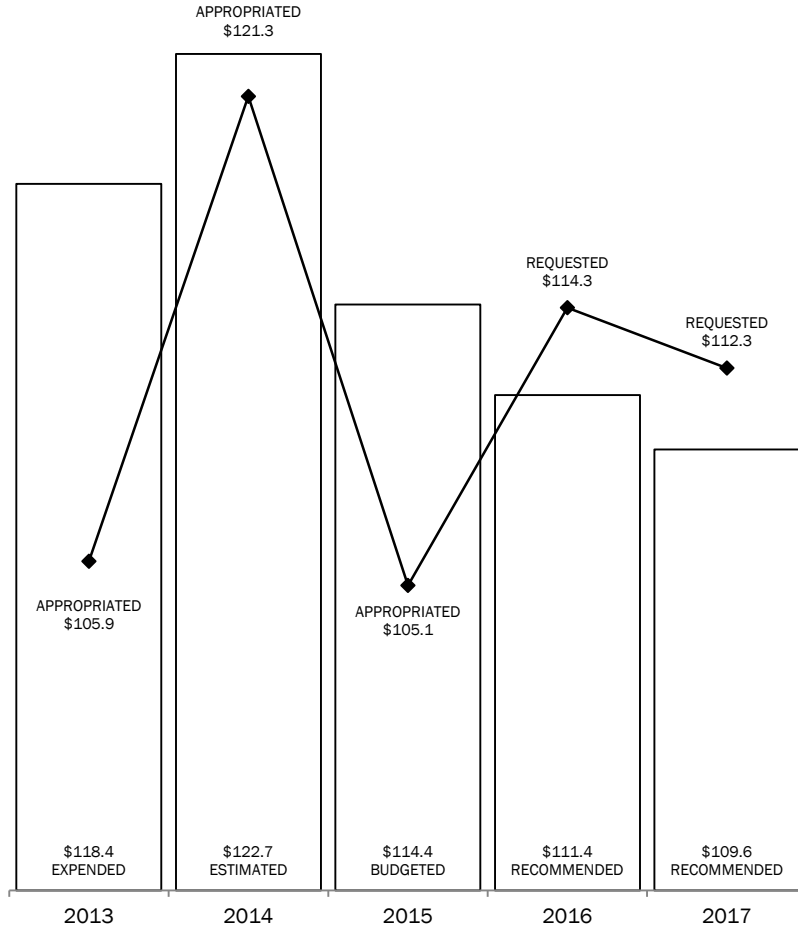 APPROPRIATED
$121.3
REQUESTED
$114.3
REQUESTED
$112.3
APPROPRIATED
$105.9
APPROPRIATED
$105.1
$118.4
EXPENDED
$122.7
ESTIMATED
$114.4
BUDGETED
$111.4
RECOMMENDED
$109.6
RECOMMENDED
2013
2014
2015
2016
2017